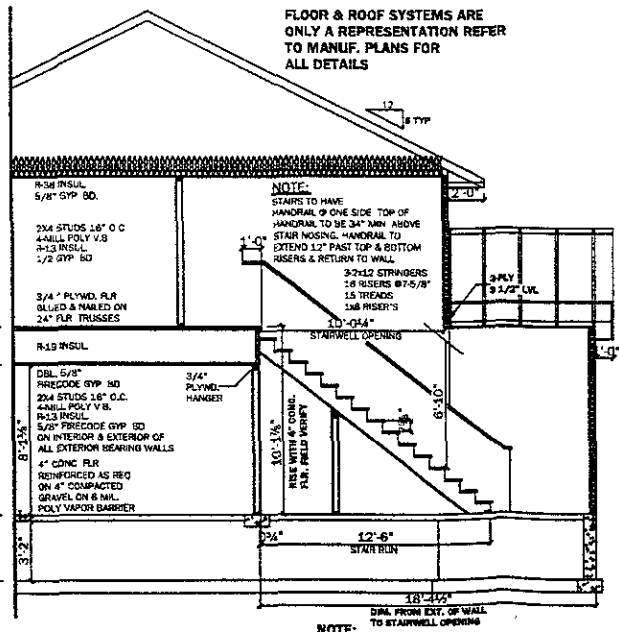 FLOOR & ROOF SYSTEMS ARE
ONLY A REPRESENTATION REFER
TO MANUF. PLANS FOR
ALL DETAILS
12
6 TYP
2'-0"
R-38 INSUL
5/8" GYP BD.
2X4 STUDS 16" O.C
4-MILL POLY V.B
R-13 INSUL
1/2 GYP BD
3/4" PLYWD. FLR
GLUED & NAILED ON
24" FLR TRUSSES
NOTE:
STAIRS TO HAVE
HANDRAIL @ ONE SIDE TOP OF
HANDRAIL TO BE 34" MIN ABOVE
STAIR NOSING. HANDRAIL TO
EXTEND 12" PAST TOP & BOTTOM
RISERS & RETURN TO WALL
1'-0"
3-2x12 STRINGERS
16 RISERS @7-5/8"
15 TREADS
1x8 RISER'S
2-PLY
9 1/2" LVL
10'-0¼"
STAIRWELL OPENING
R-19 INSUL
DBL. 5/8"
FIRECODE GYP BD
2X4 STUDS 16" O.C.
4-MILL POLY V B.
R-13 INSUL
5/8" FIRECODE GYP BD
ON INTERIOR & EXTERIOR OF
ALL EXTERIOR BEARING WALLS
4" CONC FLR
REINFORCED AS REQ
ON 4" COMPACTED
GRAVEL ON 6 MIL.
POLY VAPOR BARRIER
3/4"
PLYWD.
HANGER
8'-1⅛"
10'-1⅞"
RISE WITH 4" CONC.
FLR. FIELD VERIFY
6'-10"
3'-2"
12'-6"
STAIR RUN
18'-4½"
DIM. FROM EXT. OF WALL
TO STAIRWELL OPENING
NOTE: